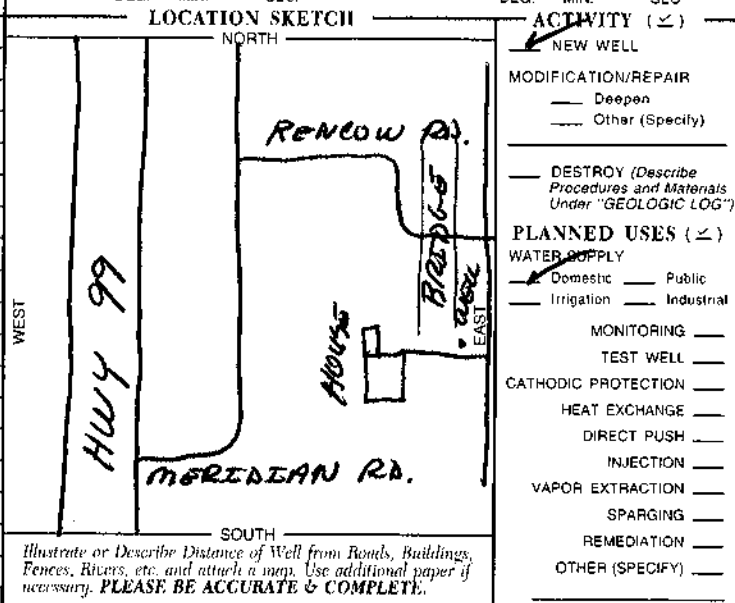 LOCATION SKETCH
NORTH
RENCOW RD.
BRIDGE
WELL
HOUSE
HWY 99
MERIDIAN RD.
WEST
EAST
SOUTH
Illustrate or Describe Distance of Well from Roads, Buildings,
Fences, Rivers, etc. and attach a map. Use additional paper if
necessary. PLEASE BE ACCURATE & COMPLETE.
DEG. MIN. SEC
ACTIVITY (✓)
NEW WELL
MODIFICATION/REPAIR
Deepen
Other (Specify)
DESTROY (Describe
Procedures and Materials
Under "GEOLOGIC LOG")
PLANNED USES (✓)
WATER SUPPLY
Domestic Public
Irrigation Industrial
MONITORING
TEST WELL
CATHODIC PROTECTION
HEAT EXCHANGE
DIRECT PUSH
INJECTION
VAPOR EXTRACTION
SPARGING
REMEDIATION
OTHER (SPECIFY)